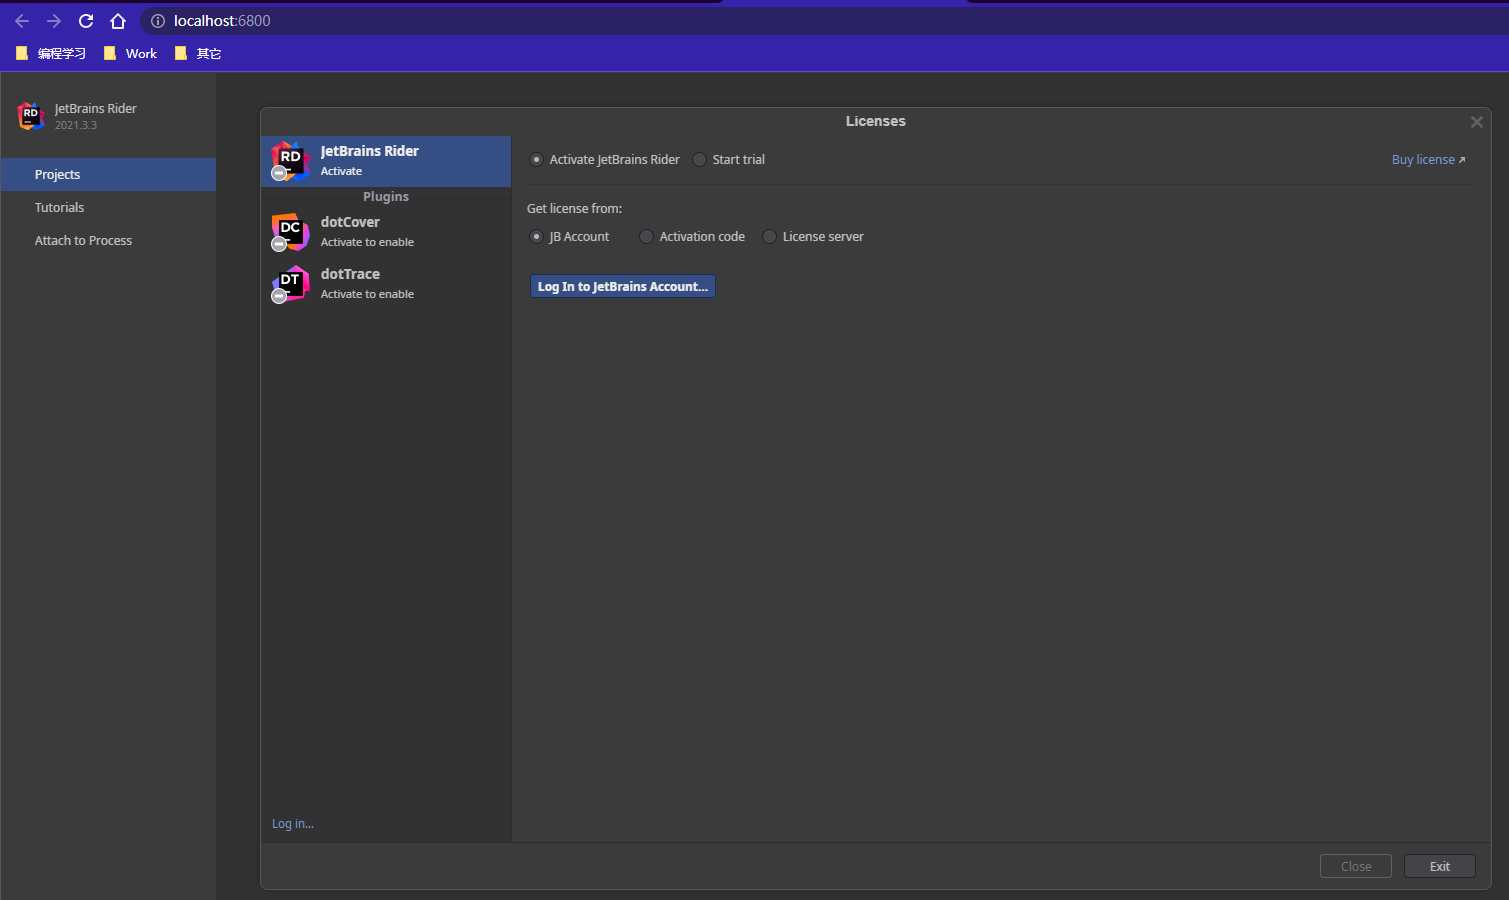 localhost:6800
编程学习 Work 其它
RD JetBrains Rider
2021.3.3
Projects
Tutorials
Attach to Process
Licenses
RD JetBrains Rider
Activate
Plugins
DC dotCover
Activate to enable
DT dotTrace
Activate to enable
Log in...
Activate JetBrains Rider Start trial Buy license
Get license from:
JB Account Activation code License server
Log In to JetBrains Account...
Close Exit